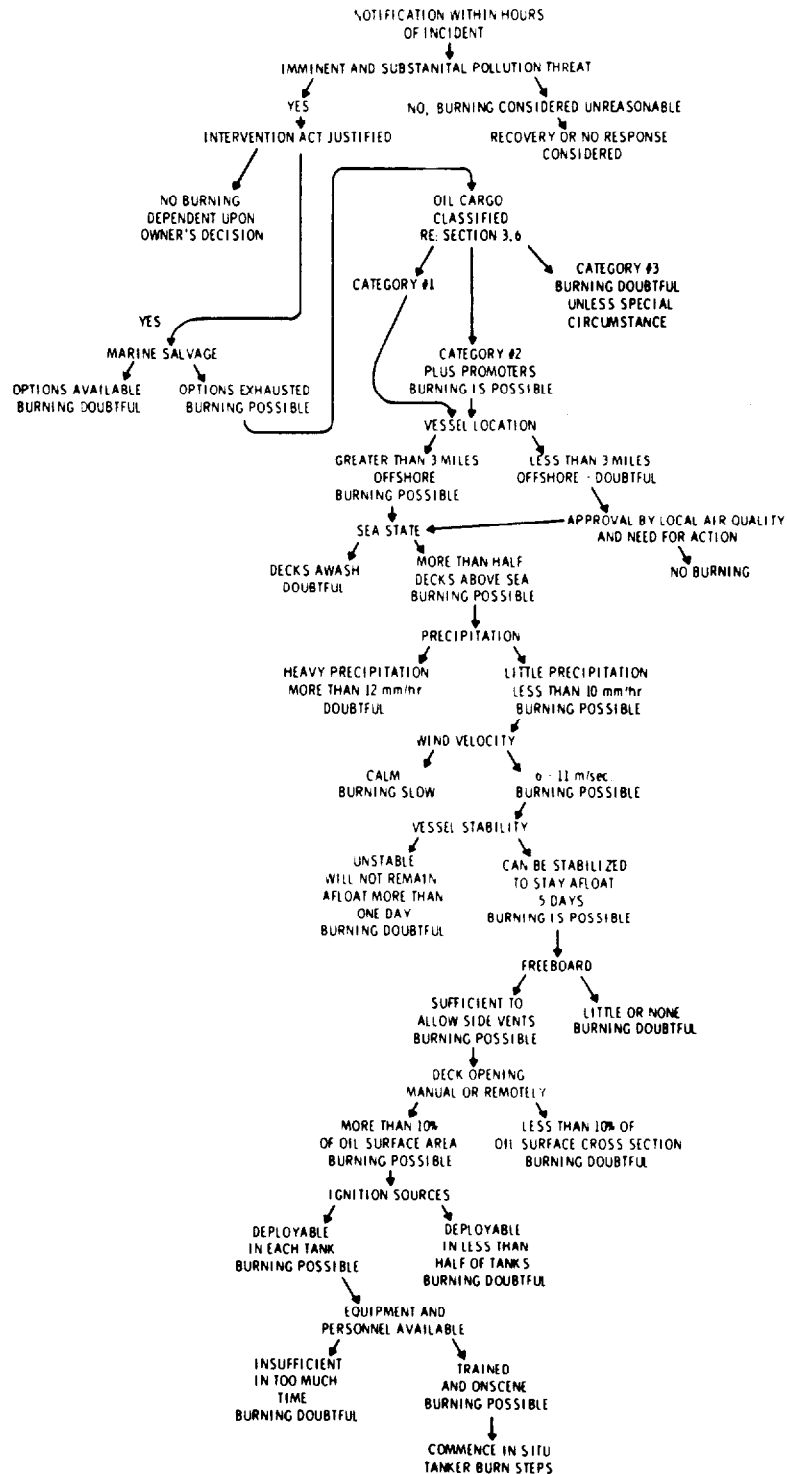 NOTIFICATION WITHIN HOURS
OF INCIDENT
IMMINENT AND SUBSTANITAL POLLUTION THREAT
YES
NO, BURNING CONSIDERED UNREASONABLE
INTERVENTION ACT JUSTIFIED
RECOVERY OR NO RESPONSE
CONSIDERED
NO BURNING
DEPENDENT UPON
OWNER'S DECISION
OIL CARGO
CLASSIFIED
RE: SECTION 3.6
CATEGORY #1
CATEGORY #3
BURNING DOUBTFUL
UNLESS SPECIAL
CIRCUMSTANCE
YES
MARINE SALVAGE
OPTIONS AVAILABLE
BURNING DOUBTFUL
OPTIONS EXHAUSTED
BURNING POSSIBLE
CATEGORY #2
PLUS PROMOTERS
BURNING IS POSSIBLE
VESSEL LOCATION
GREATER THAN 3 MILES
OFFSHORE
BURNING POSSIBLE
LESS THAN 3 MILES
OFFSHORE - DOUBTFUL
SEA STATE
APPROVAL BY LOCAL AIR QUALITY
AND NEED FOR ACTION
DECKS AWASH
DOUBTFUL
MORE THAN HALF
DECKS ABOVE SEA
BURNING POSSIBLE
NO BURNING
PRECIPITATION
HEAVY PRECIPITATION
MORE THAN 12 mm/hr
DOUBTFUL
LITTLE PRECIPITATION
LESS THAN 10 mm/hr
BURNING POSSIBLE
WIND VELOCITY
CALM
BURNING SLOW
6 - 11 m/sec.
BURNING POSSIBLE
VESSEL STABILITY
UNSTABLE
WILL NOT REMAIN
AFLOAT MORE THAN
ONE DAY
BURNING DOUBTFUL
CAN BE STABILIZED
TO STAY AFLOAT
5 DAYS
BURNING IS POSSIBLE
FREEBOARD
SUFFICIENT TO
ALLOW SIDE VENTS
BURNING POSSIBLE
LITTLE OR NONE
BURNING DOUBTFUL
DECK OPENING
MANUAL OR REMOTELY
MORE THAN 10%
OF OIL SURFACE AREA
BURNING POSSIBLE
LESS THAN 10% OF
OIL SURFACE CROSS SECTION
BURNING DOUBTFUL
IGNITION SOURCES
DEPLOYABLE
IN EACH TANK
BURNING POSSIBLE
DEPLOYABLE
IN LESS THAN
HALF OF TANKS
BURNING DOUBTFUL
EQUIPMENT AND
PERSONNEL AVAILABLE
INSUFFICIENT
IN TOO MUCH
TIME
BURNING DOUBTFUL
TRAINED
AND ONSCENE
BURNING POSSIBLE
COMMENCE IN SITU
TANKER BURN STEPS